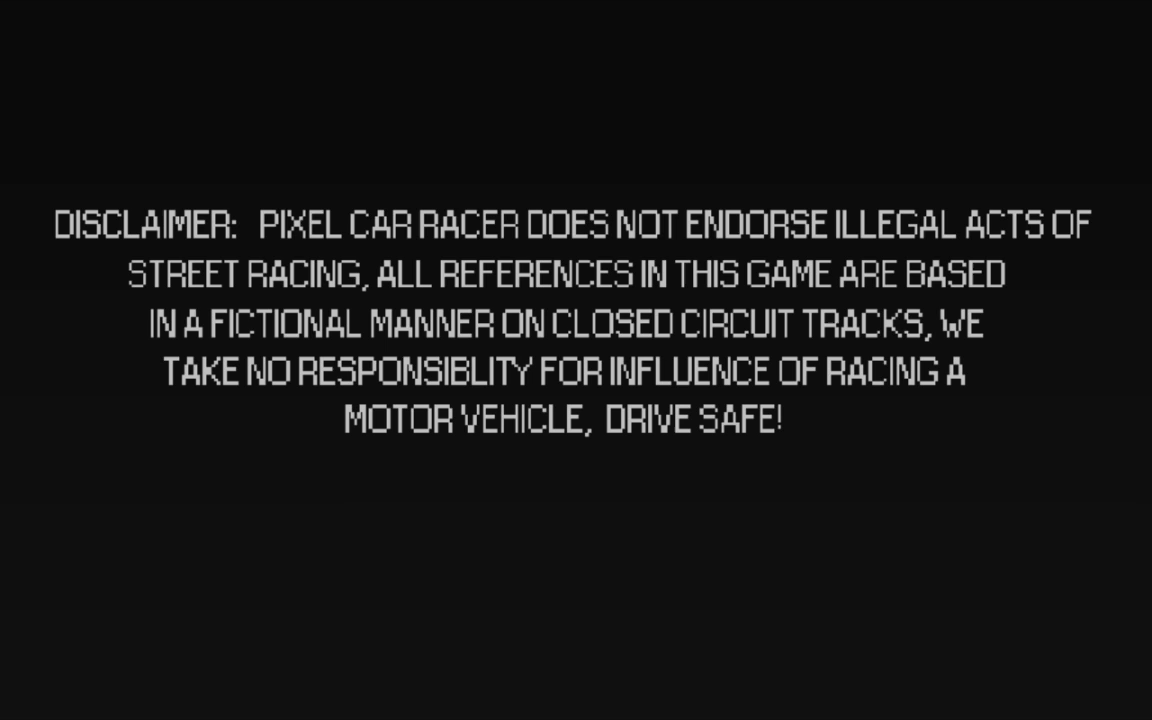 DISCLAIMER: PIXEL CAR RACER DOES NOT ENDORSE ILLEGAL ACTS OF
STREET RACING, ALL REFERENCES IN THIS GAME ARE BASED
IN A FICTIONAL MANNER ON CLOSED CIRCUIT TRACKS, WE
TAKE NO RESPONSIBLITY FOR INFLUENCE OF RACING A
MOTOR VEHICLE, DRIVE SAFE!